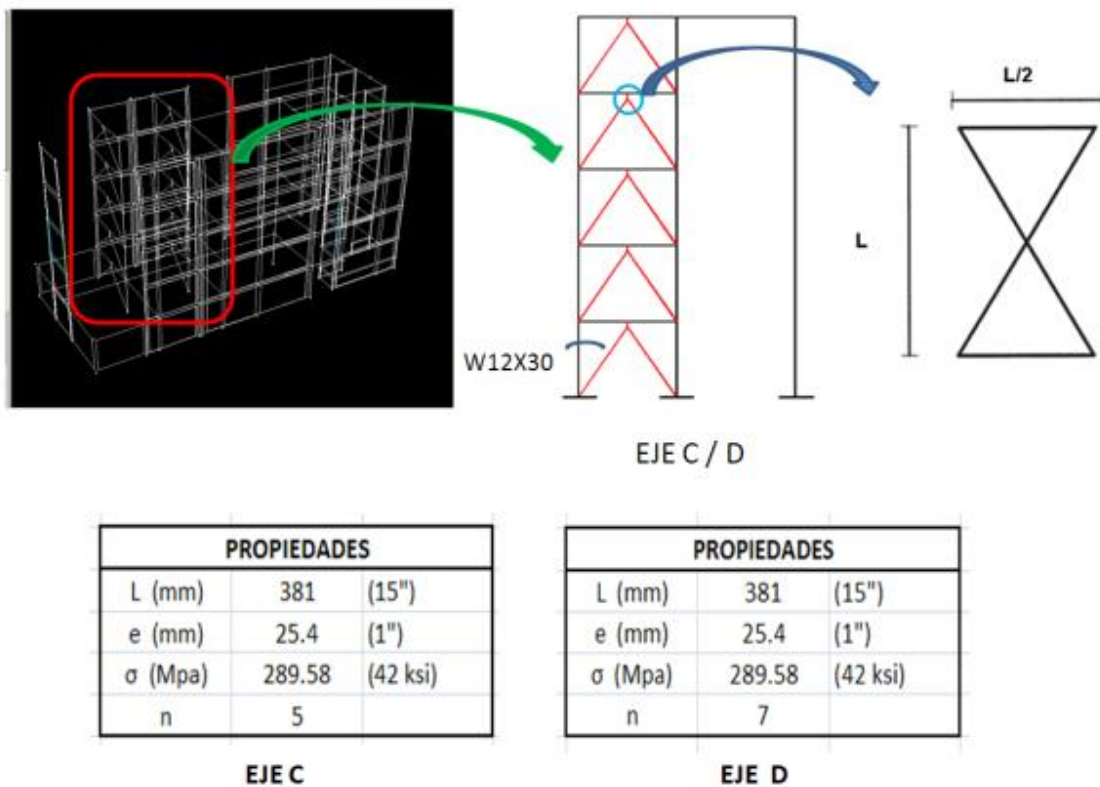 L/2
L
W12X30
EJE C / D
PROPIEDADES
L (mm) 381 (15")
e (mm) 25.4 (1")
σ (Mpa) 289.58 (42 ksi)
n 5
EJE C
PROPIEDADES
L (mm) 381 (15")
e (mm) 25.4 (1")
σ (Mpa) 289.58 (42 ksi)
n 7
EJE D